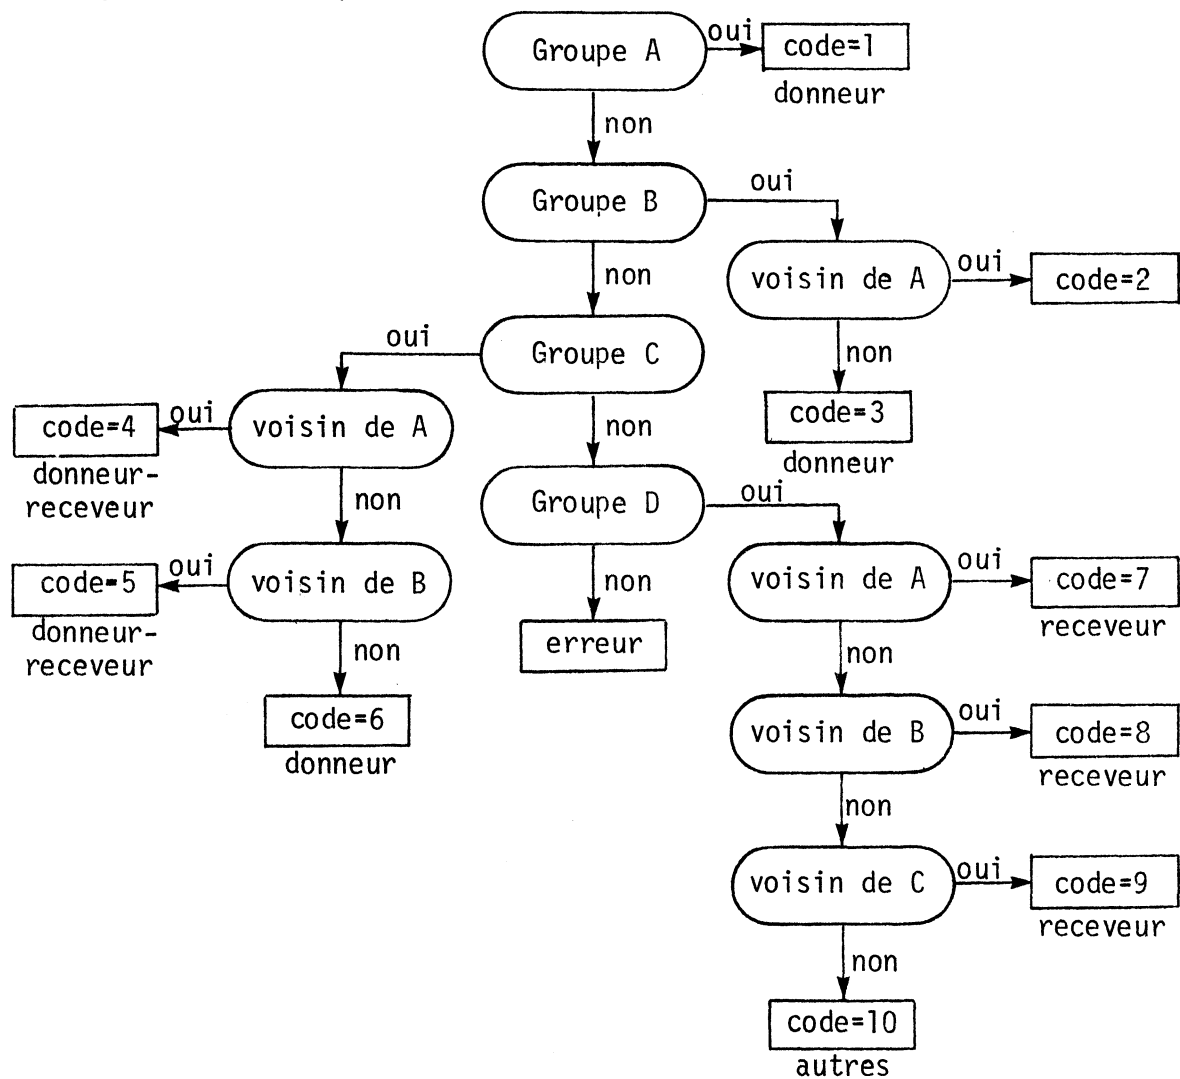 oui
Groupe A
code=1
donneur
non
oui
Groupe B
oui
non
voisin de A
code=2
oui
Groupe C
non
oui
code=4
voisin de A
non
code=3
donneur-
receveur
donneur
non
Groupe D
oui
oui
code=5
voisin de B
non
voisin de A
oui
code=7
donneur-
receveur
erreur
receveur
non
non
code=6
donneur
voisin de B
oui
code=8
receveur
non
voisin de C
oui
code=9
receveur
non
code=10
autres